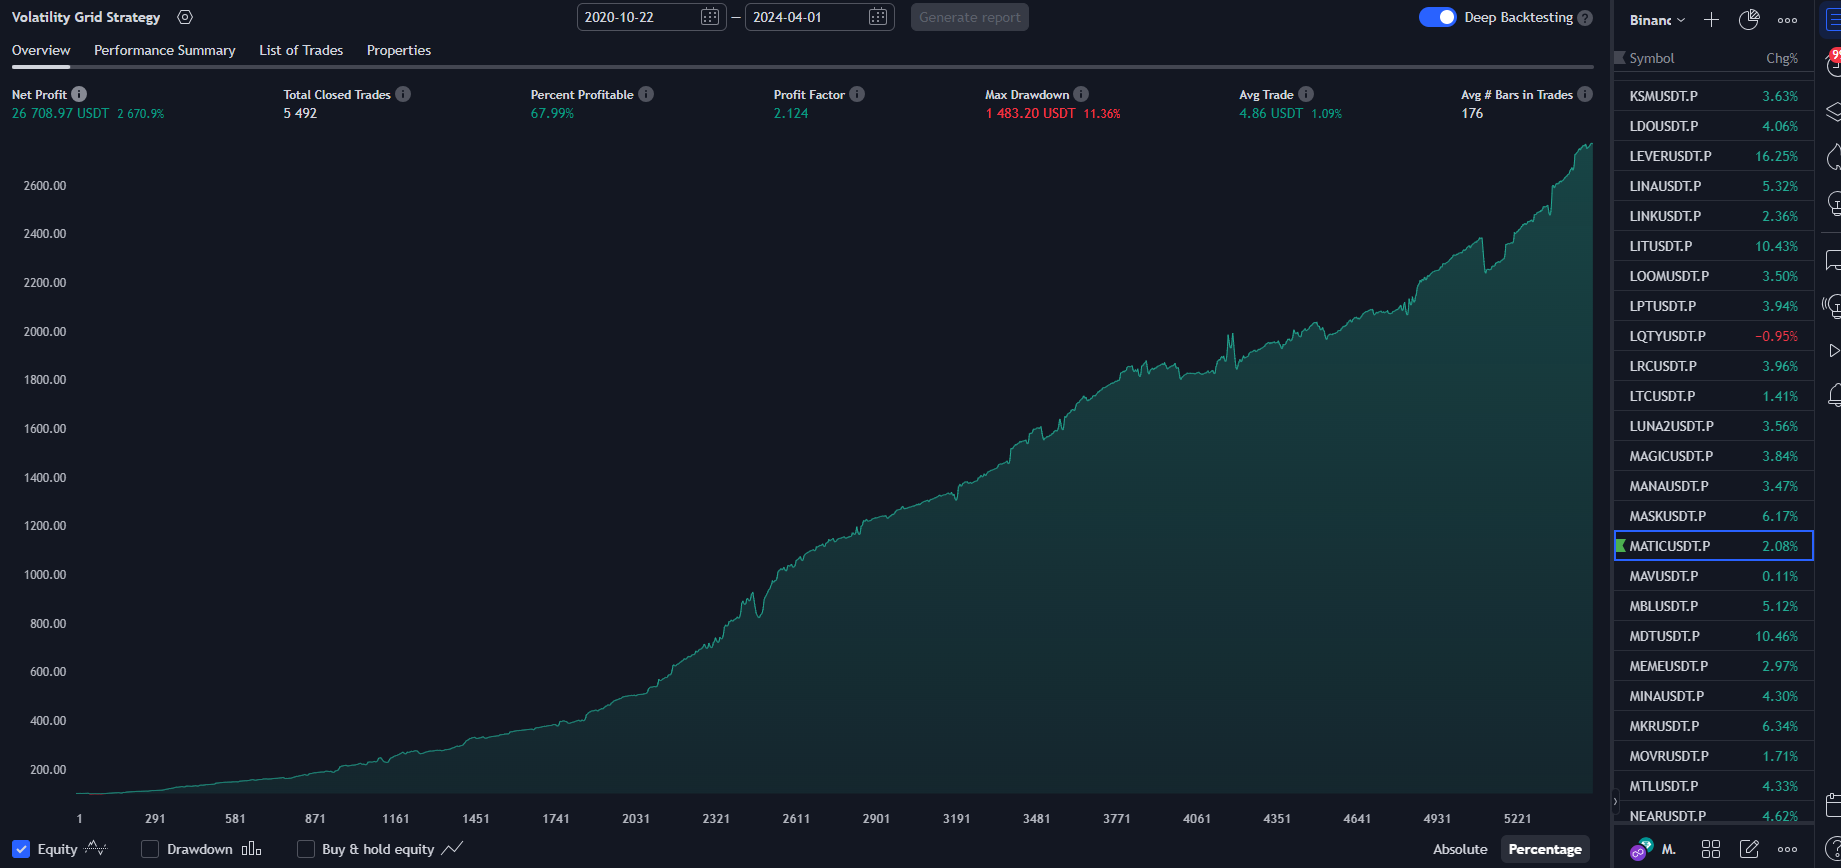 Volatility Grid Strategy
2020-10-22 — 2024-04-01 Generate report
Deep Backtesting ?
Overview Performance Summary List of Trades Properties
Net Profit
26 708.97 USDT 2 670.9%
Total Closed Trades
5 492
Percent Profitable
67.99%
Profit Factor
2.124
Max Drawdown
1 483.20 USDT 11.36%
Avg Trade
4.86 USDT 1.09%
Avg # Bars in Trades
176
2600.00
2400.00
2200.00
2000.00
1800.00
1600.00
1400.00
1200.00
1000.00
800.00
600.00
400.00
200.00
1 291 581 871 1161 1451 1741 2031 2321 2611 2901 3191 3481 3771 4061 4351 4641 4931 5221
Equity Drawdown Buy & hold equity
Absolute Percentage
Binanc
Symbol Chg%
KSMUSDT.P 3.63%
LDOUSDT.P 4.06%
LEVERUSDT.P 16.25%
LINAUSDT.P 5.32%
LINKUSDT.P 2.36%
LITUSDT.P 10.43%
LOOMUSDT.P 3.50%
LPTUSDT.P 3.94%
LQTYUSDT.P −0.95%
LRCUSDT.P 3.96%
LTCUSDT.P 1.41%
LUNA2USDT.P 3.56%
MAGICUSDT.P 3.84%
MANAUSDT.P 3.47%
MASKUSDT.P 6.17%
MATICUSDT.P 2.08%
MAVUSDT.P 0.11%
MBLUSDT.P 5.12%
MDTUSDT.P 10.46%
MEMEUSDT.P 2.97%
MINAUSDT.P 4.30%
MKRUSDT.P 6.34%
MOVRUSDT.P 1.71%
MTLUSDT.P 4.33%
NEARUSDT.P 4.62%
M.